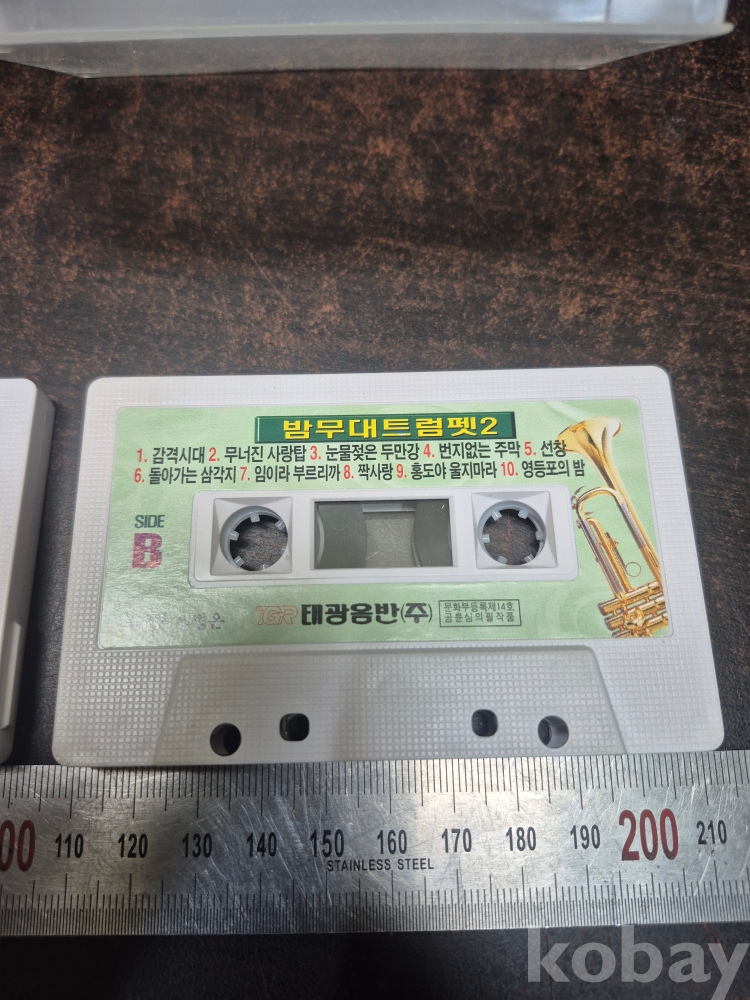 밤무대트럼펫2
1. 감격시대 2. 무너진 사랑탑 3. 눈물젖은 두만강 4. 번지없는 주막 5. 선창
6. 돌아가는 삼각지 7. 임이라 부르리까 8. 짝사랑 9. 홍도야 울지마라 10. 영등포의 밤
SIDE
B
TGR 태광음반(주)
문화부등록제14호
공륜심의필작품
00 110 120 130 140 150 160 170 180 190 200 210
STAINLESS STEEL
kobay